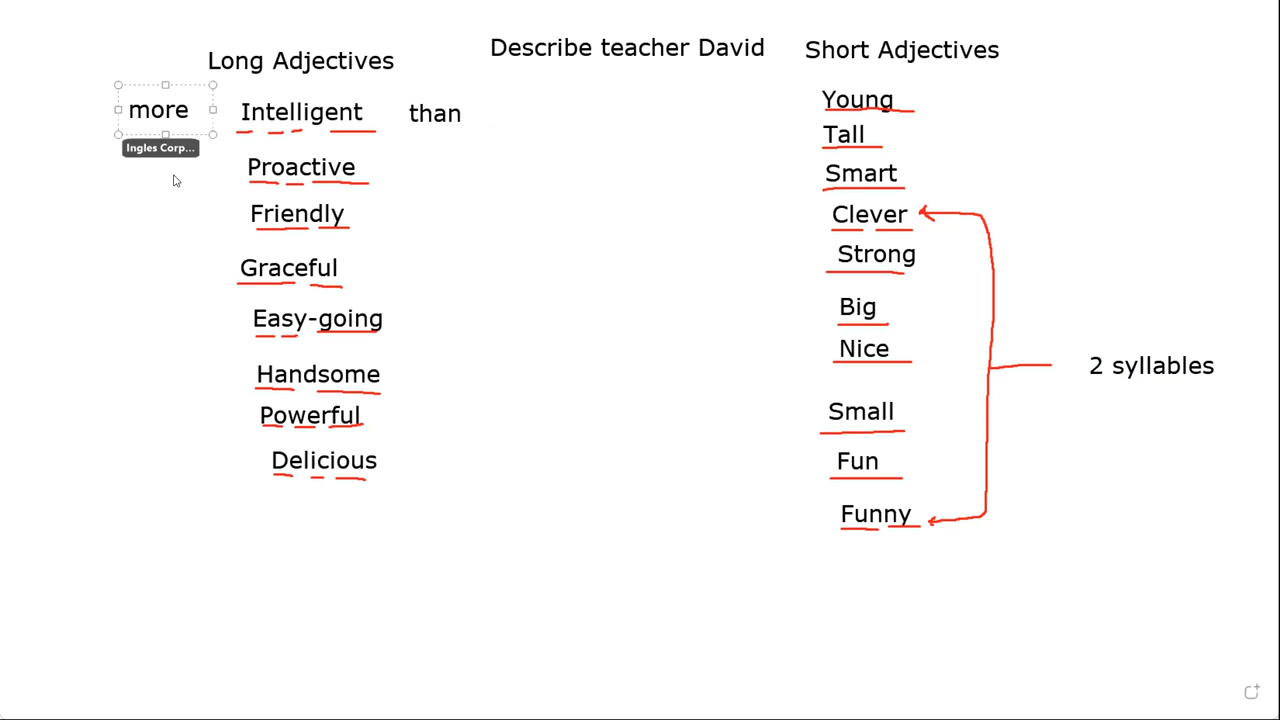 Describe teacher David
Long Adjectives
more Intelligent than
Ingles Corp...
Proactive
Friendly
Graceful
Easy-going
Handsome
Powerful
Delicious
Short Adjectives
Young
Tall
Smart
Clever
Strong
Big
Nice
Small
Fun
Funny
2 syllables